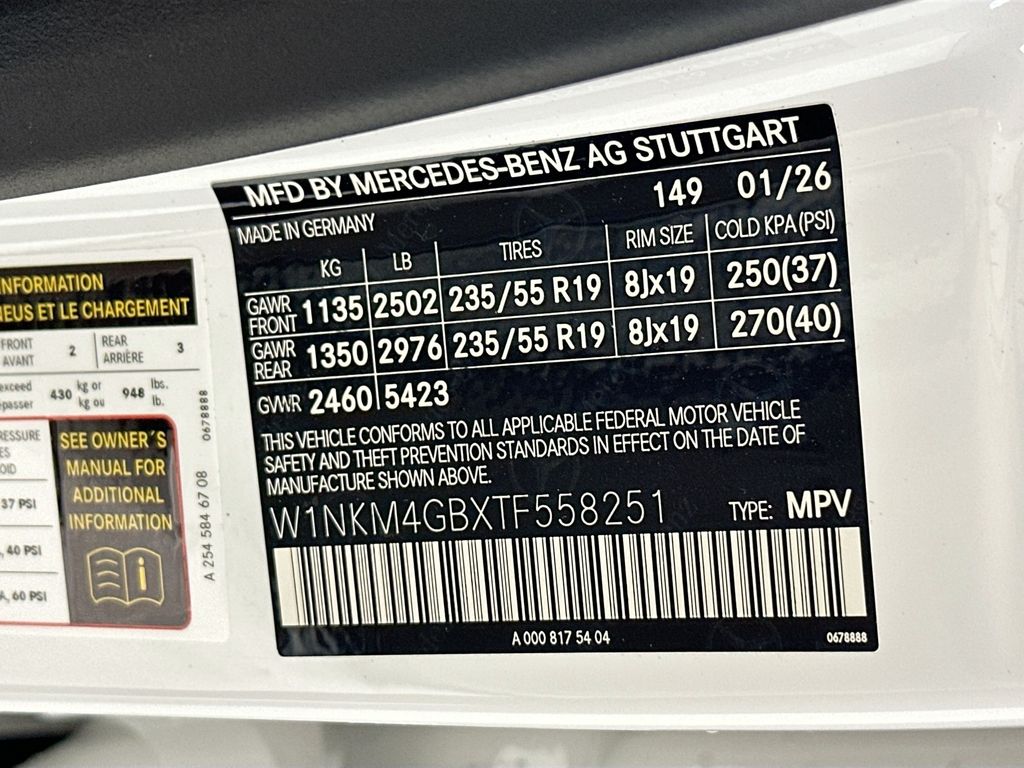 MFD BY MERCEDES-BENZ AG STUTTGART
149 01/26
MADE IN GERMANY
KG LB TIRES RIM SIZE COLD KPA (PSI)
GAWR FRONT 1135 2502 235/55 R19 8Jx19 250(37)
GAWR REAR 1350 2976 235/55 R19 8Jx19 270(40)
GVWR 2460 5423
THIS VEHICLE CONFORMS TO ALL APPLICABLE FEDERAL MOTOR VEHICLE
SAFETY AND THEFT PREVENTION STANDARDS IN EFFECT ON THE DATE OF
MANUFACTURE SHOWN ABOVE.
W1NKM4GBXTF558251 TYPE: MPV
A 000 817 54 04 0678888
NFORMATION
NEUS ET LE CHARGEMENT
FRONT 2 REAR 3
AVANT ARRIÈRE
exceed 430 kg or 948 lbs.
passer kg ou lb.
RESSURE
ES
OID
37 PSI
, 40 PSI
A, 60 PSI
SEE OWNER´S
MANUAL FOR
ADDITIONAL
INFORMATION
i
A 254 584 67 08 0678888